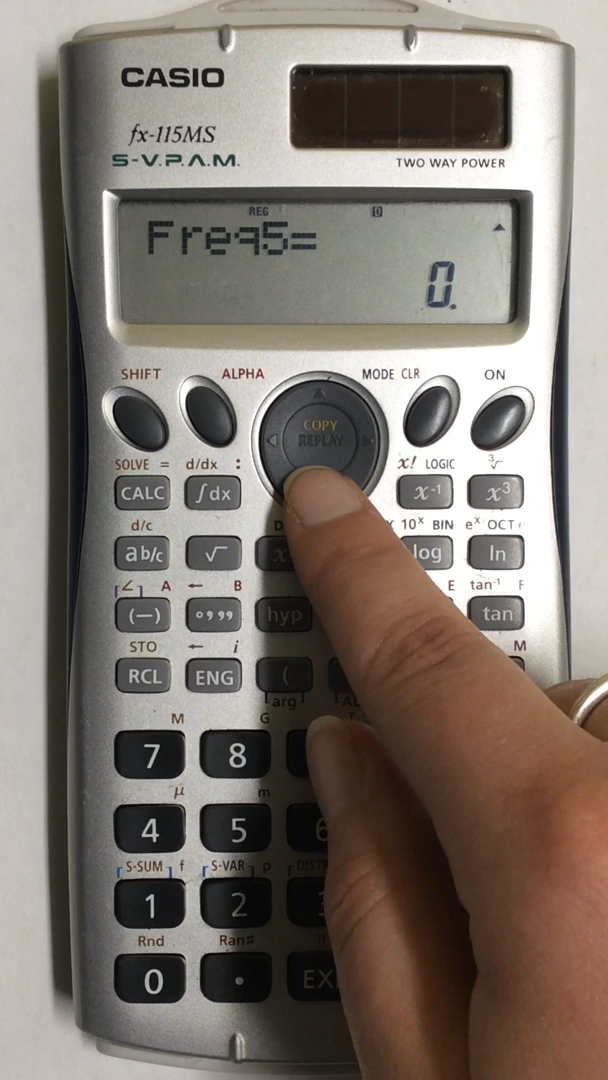 CASIO
fx-115MS
S-V.P.A.M.
TWO WAY POWER
REG D
Freq5=
0.
SHIFT ALPHA MODE CLR ON
COPY
REPLAY
SOLVE = d/dx : x! LOGIC ³√
CALC ∫dx x⁻¹ x³
d/c D 10ˣ BIN eˣ OCT
ab/c √ log ln
∠ A ← B E tan⁻¹ F
(−) °,,, hyp tan
STO ← i M
RCL ENG (
arg
M G
7 8
μ m
4 5 6
S-SUM f S-VAR p
1 2 3
Rnd Ran#
0 •